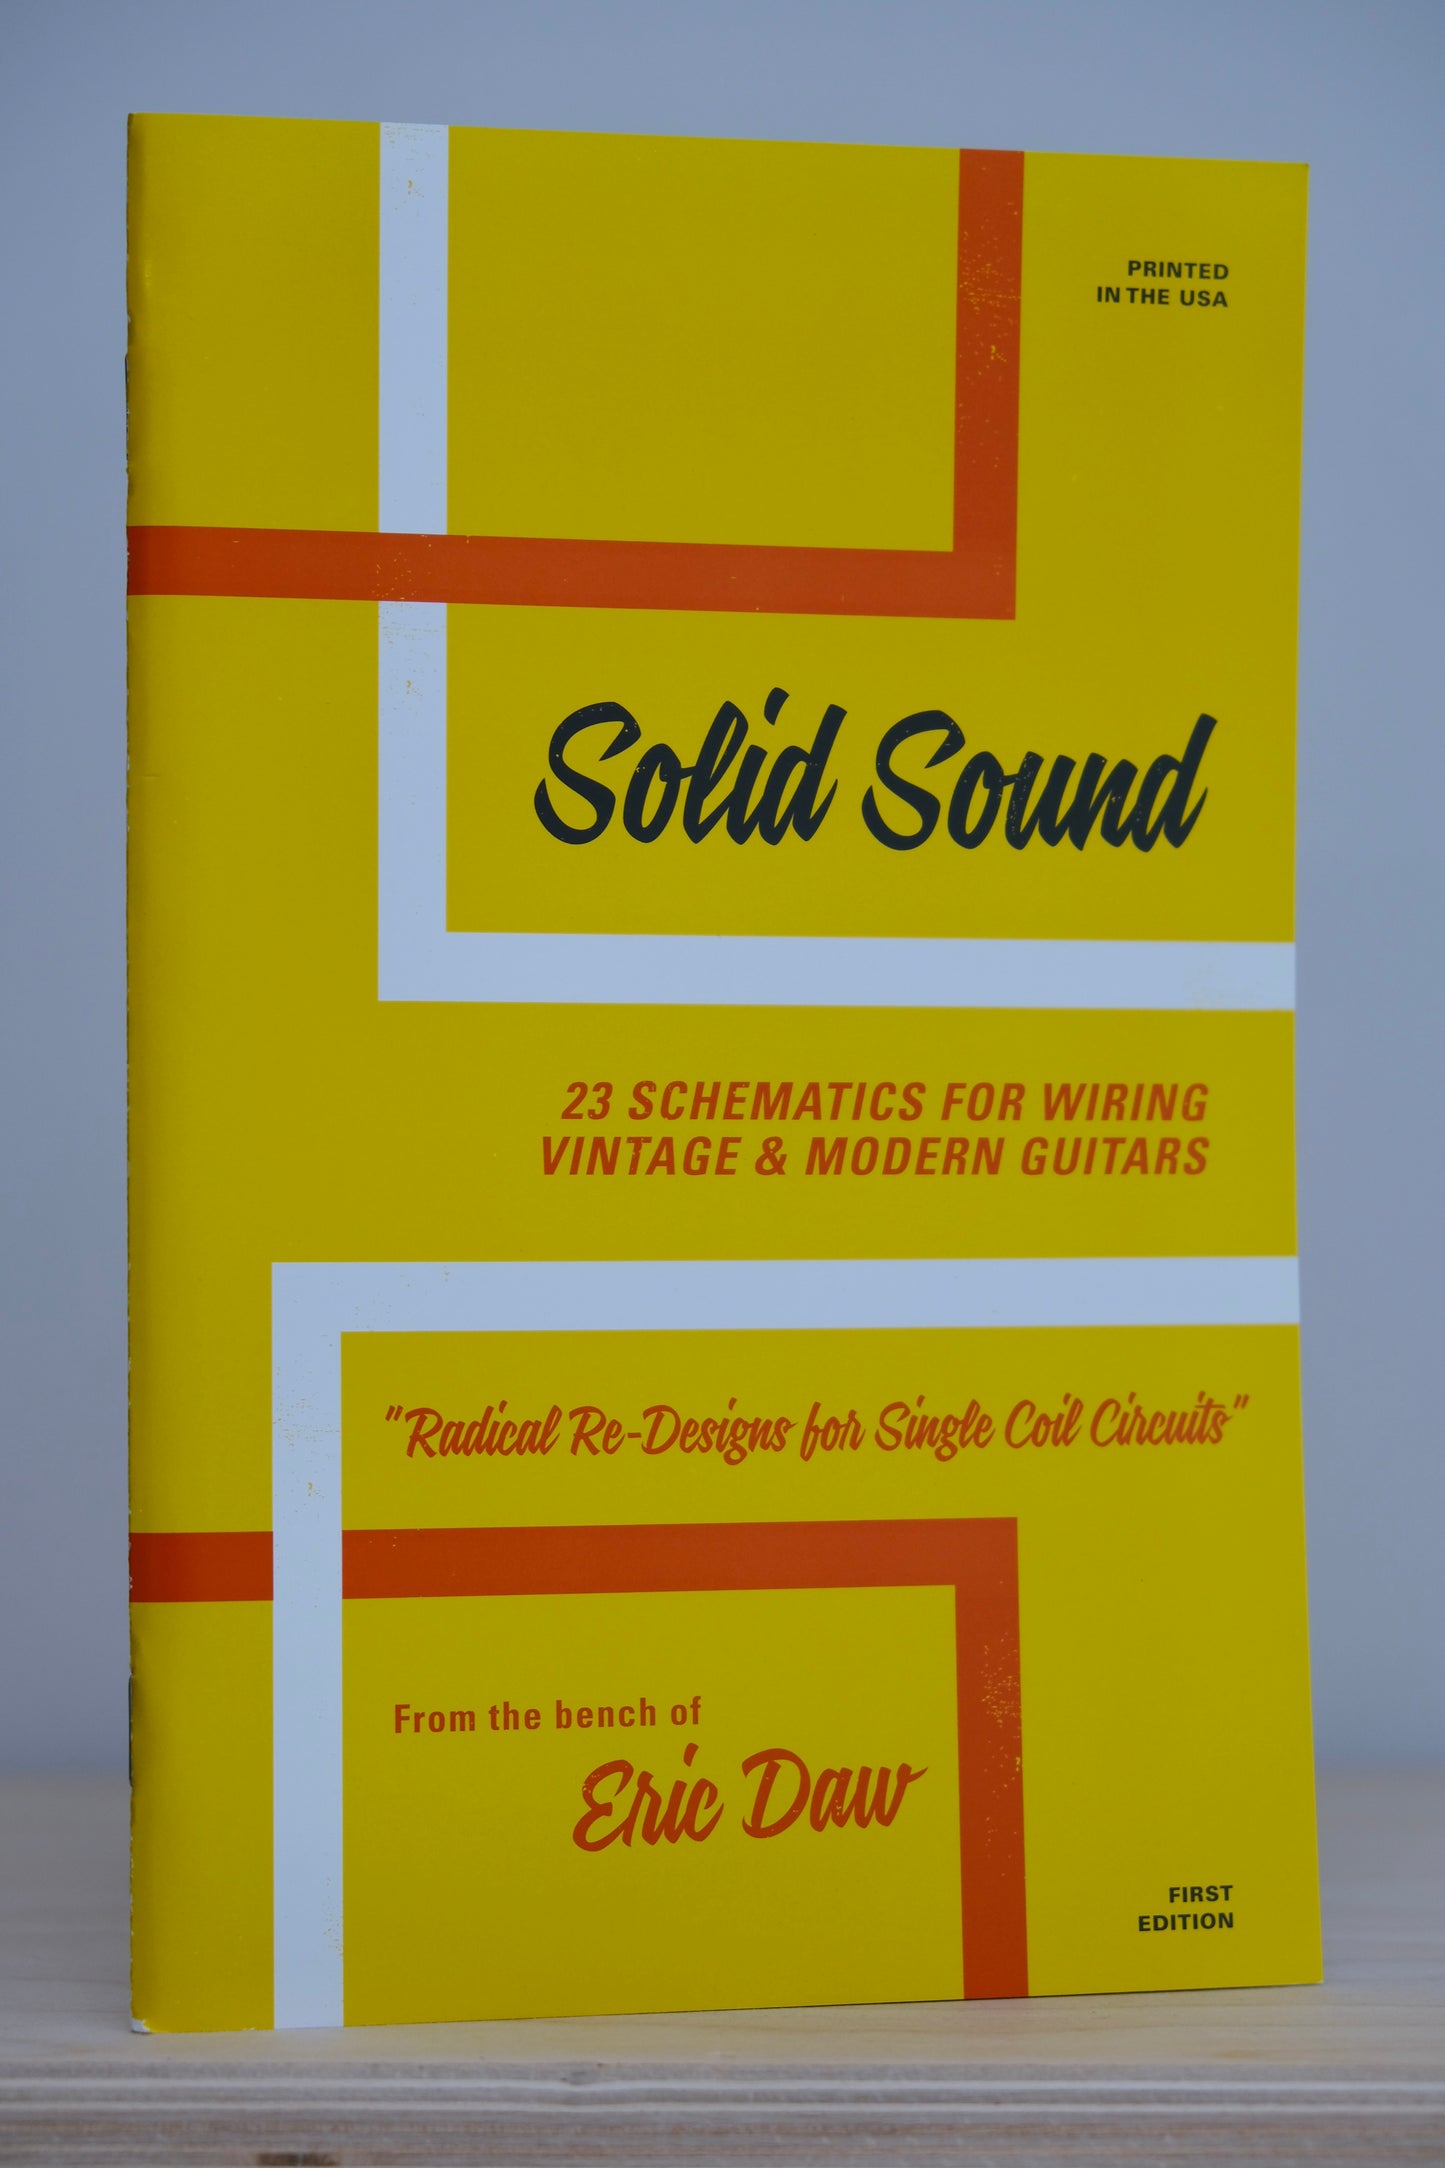 PRINTED
IN THE USA
Solid Sound
23 SCHEMATICS FOR WIRING
VINTAGE & MODERN GUITARS
"Radical Re-Designs for Single Coil Circuits"
From the bench of
Eric Daw
FIRST
EDITION